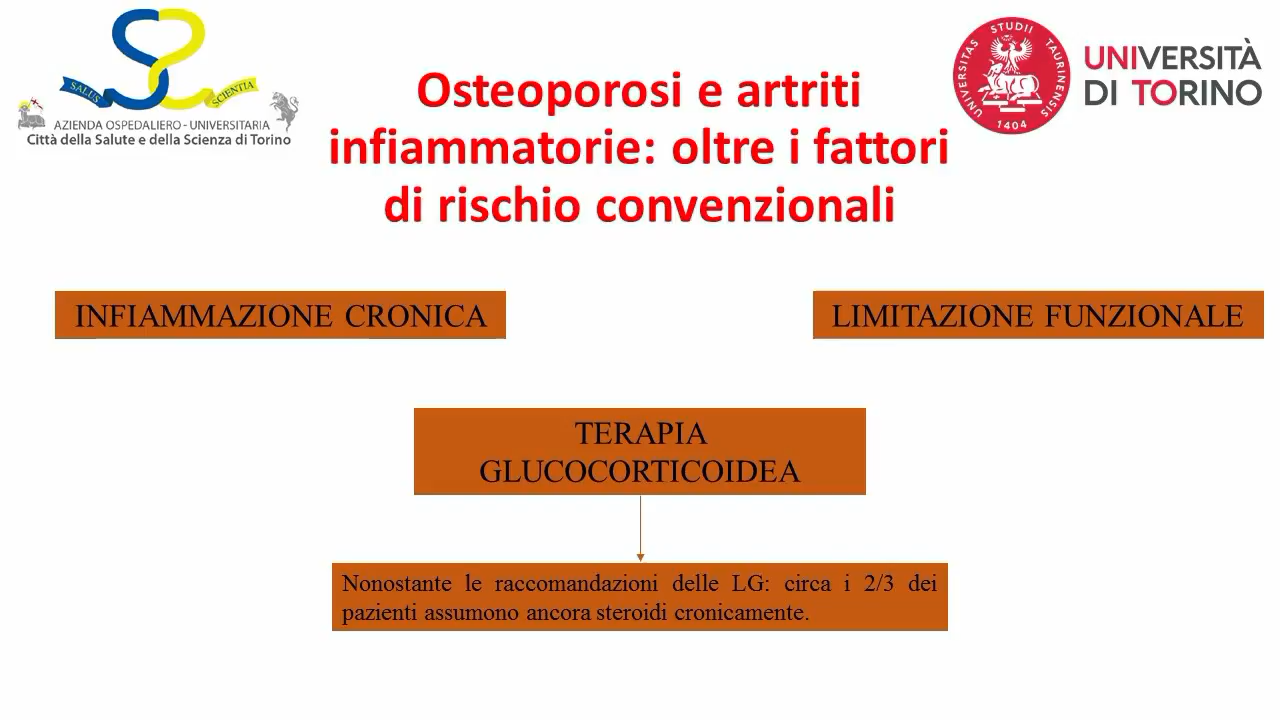 SALUS
SCIENTIA
AZIENDA OSPEDALIERO - UNIVERSITARIA
Città della Salute e della Scienza di Torino
Osteoporosi e artriti
infiammatorie: oltre i fattori
di rischio convenzionali
UNIVERSITAS STUDII TAURINENSIS
1404
UNIVERSITÀ
DI TORINO
INFIAMMAZIONE CRONICA
LIMITAZIONE FUNZIONALE
TERAPIA
GLUCOCORTICOIDEA
Nonostante le raccomandazioni delle LG: circa i 2/3 dei
pazienti assumono ancora steroidi cronicamente.